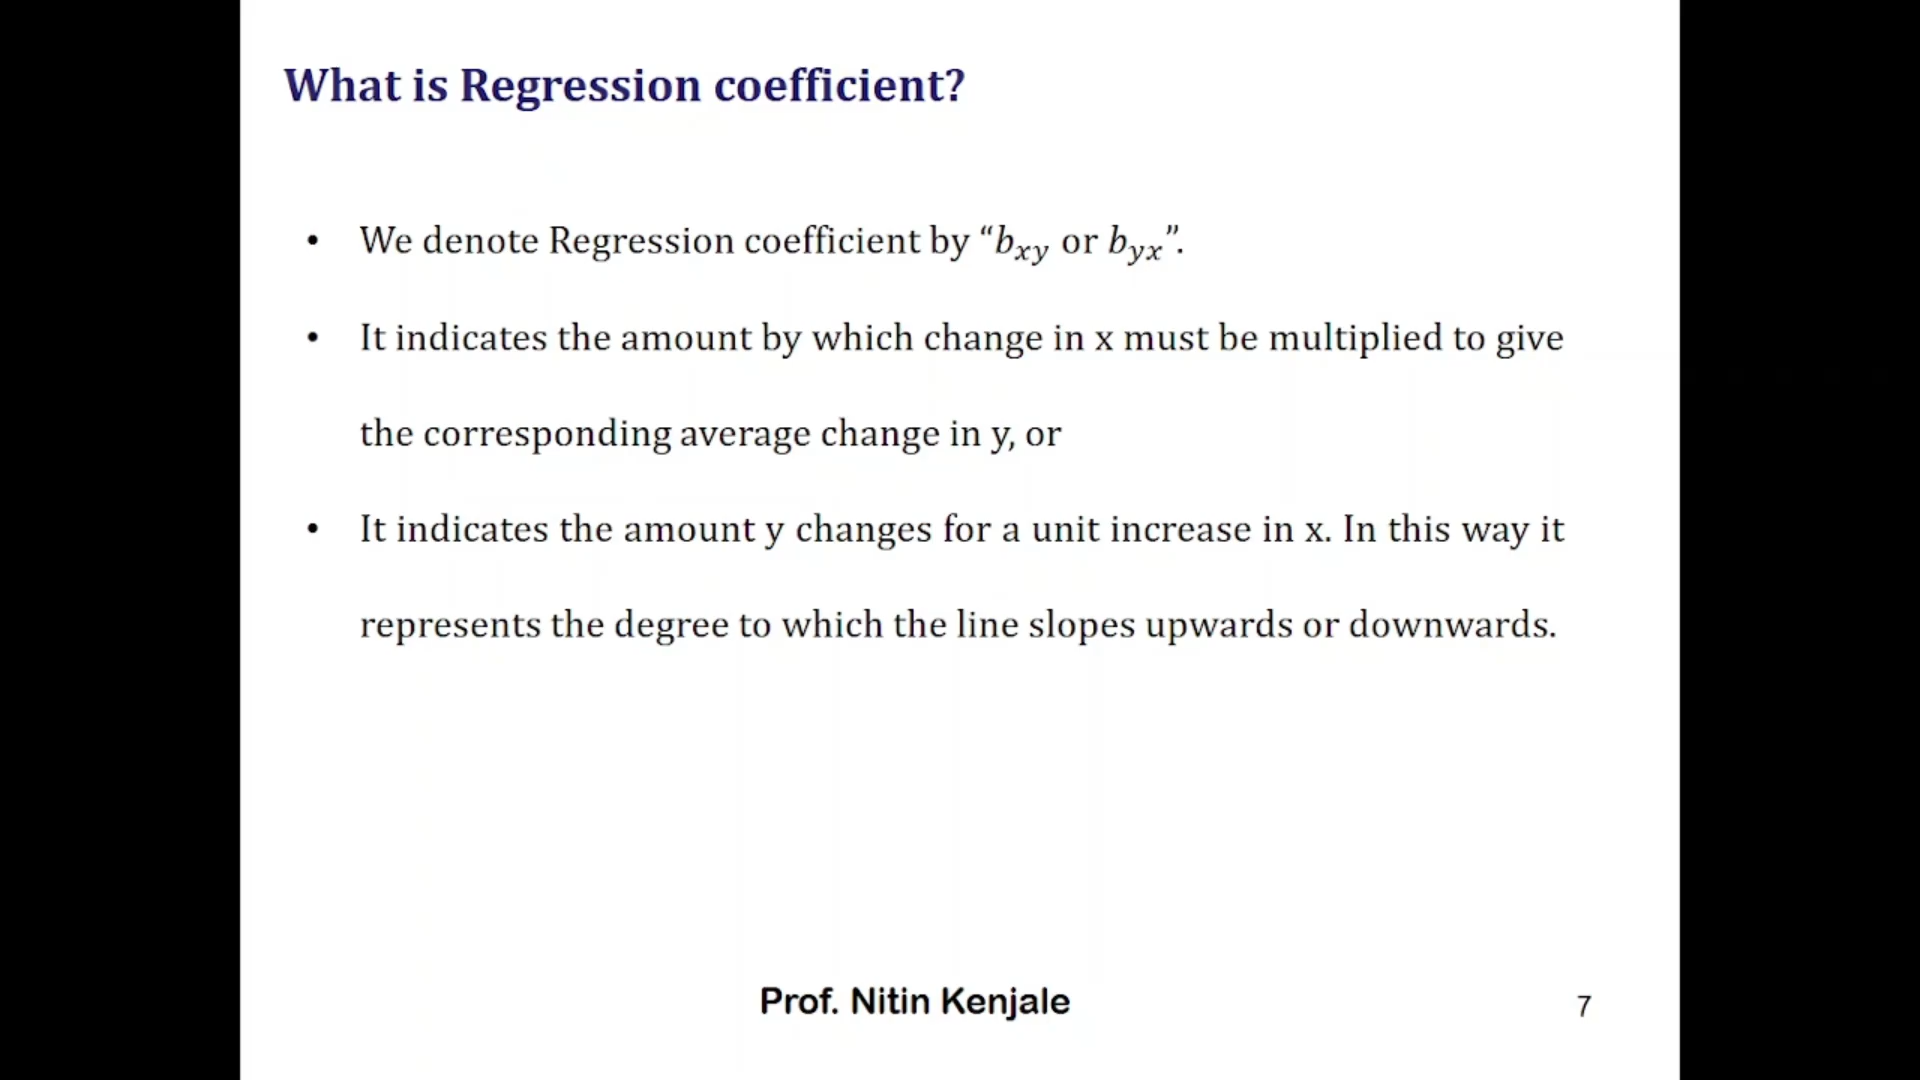 What is Regression coefficient?
• We denote Regression coefficient by “bxy or byx”.
• It indicates the amount by which change in x must be multiplied to give
the corresponding average change in y, or
• It indicates the amount y changes for a unit increase in x. In this way it
represents the degree to which the line slopes upwards or downwards.
Prof. Nitin Kenjale
7